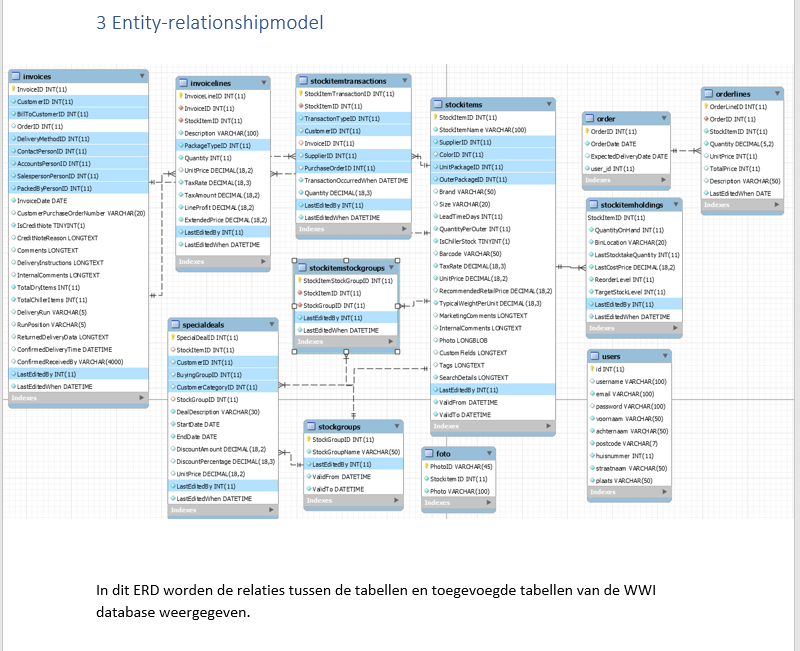 3 Entity-relationshipmodel
invoices
InvoiceID INT(11)
CustomerID INT(11)
BillToCustomerID INT(11)
OrderID INT(11)
DeliveryMethodID INT(11)
ContactPersonID INT(11)
AccountsPersonID INT(11)
SalespersonPersonID INT(11)
PackedByPersonID INT(11)
InvoiceDate DATE
CustomerPurchaseOrderNumber VARCHAR(20)
IsCreditNote TINYINT(1)
CreditNoteReason LONGTEXT
Comments LONGTEXT
DeliveryInstructions LONGTEXT
InternalComments LONGTEXT
TotalDryItems INT(11)
TotalChillerItems INT(11)
DeliveryRun VARCHAR(5)
RunPosition VARCHAR(5)
ReturnedDeliveryData LONGTEXT
ConfirmedDeliveryTime DATETIME
ConfirmedReceivedBy VARCHAR(4000)
LastEditedBy INT(11)
LastEditedWhen DATETIME
Indexes
invoicelines
InvoiceLineID INT(11)
InvoiceID INT(11)
StockItemID INT(11)
Description VARCHAR(100)
PackageTypeID INT(11)
Quantity INT(11)
UnitPrice DECIMAL(18,2)
TaxRate DECIMAL(18,3)
TaxAmount DECIMAL(18,2)
LineProfit DECIMAL(18,2)
ExtendedPrice DECIMAL(18,2)
LastEditedBy INT(11)
LastEditedWhen DATETIME
Indexes
stockitemtransactions
StockItemTransactionID INT(11)
StockItemID INT(11)
TransactionTypeID INT(11)
CustomerID INT(11)
InvoiceID INT(11)
SupplierID INT(11)
PurchaseOrderID INT(11)
TransactionOccurredWhen DATETIME
Quantity DECIMAL(18,3)
LastEditedBy INT(11)
LastEditedWhen DATETIME
Indexes
stockitems
StockItemID INT(11)
StockItemName VARCHAR(100)
SupplierID INT(11)
ColorID INT(11)
UnitPackageID INT(11)
OuterPackageID INT(11)
Brand VARCHAR(50)
Size VARCHAR(20)
LeadTimeDays INT(11)
QuantityPerOuter INT(11)
IsChillerStock TINYINT(1)
Barcode VARCHAR(50)
TaxRate DECIMAL(18,3)
UnitPrice DECIMAL(18,2)
RecommendedRetailPrice DECIMAL(18,2)
TypicalWeightPerUnit DECIMAL(18,3)
MarketingComments LONGTEXT
InternalComments LONGTEXT
Photo LONGBLOB
CustomFields LONGTEXT
Tags LONGTEXT
SearchDetails LONGTEXT
LastEditedBy INT(11)
ValidFrom DATETIME
ValidTo DATETIME
Indexes
order
OrderID INT(11)
OrderDate DATE
ExpectedDeliveryDate DATE
user_id INT(11)
Indexes
orderlines
OrderLineID INT(11)
OrderID INT(11)
StockItemID INT(11)
Quantity DECIMAL(5,2)
UnitPrice INT(11)
TotalPrice INT(11)
Description VARCHAR(50)
LastEditedWhen DATE
Indexes
stockitemholdings
StockItemID INT(11)
QuantityOnHand INT(11)
BinLocation VARCHAR(20)
LastStocktakeQuantity INT(11)
LastCostPrice DECIMAL(18,2)
ReorderLevel INT(11)
TargetStockLevel INT(11)
LastEditedBy INT(11)
LastEditedWhen DATETIME
Indexes
stockitemstockgroups
StockItemStockGroupID INT(11)
StockItemID INT(11)
StockGroupID INT(11)
LastEditedBy INT(11)
LastEditedWhen DATETIME
Indexes
specialdeals
SpecialDealID INT(11)
StockItemID INT(11)
CustomerID INT(11)
BuyingGroupID INT(11)
CustomerCategoryID INT(11)
StockGroupID INT(11)
DealDescription VARCHAR(30)
StartDate DATE
EndDate DATE
DiscountAmount DECIMAL(18,2)
DiscountPercentage DECIMAL(18,3)
UnitPrice DECIMAL(18,2)
LastEditedBy INT(11)
LastEditedWhen DATETIME
Indexes
stockgroups
StockGroupID INT(11)
StockGroupName VARCHAR(50)
LastEditedBy INT(11)
ValidFrom DATETIME
ValidTo DATETIME
Indexes
foto
PhotoID VARCHAR(45)
StockitemID INT(11)
Photo VARCHAR(100)
Indexes
users
id INT(11)
username VARCHAR(100)
email VARCHAR(100)
password VARCHAR(100)
voornaam VARCHAR(50)
achternaam VARCHAR(50)
postcode VARCHAR(7)
huisnummer INT(11)
straatnaam VARCHAR(50)
plaats VARCHAR(50)
Indexes
In dit ERD worden de relaties tussen de tabellen en toegevoegde tabellen van de WWI
database weergegeven.